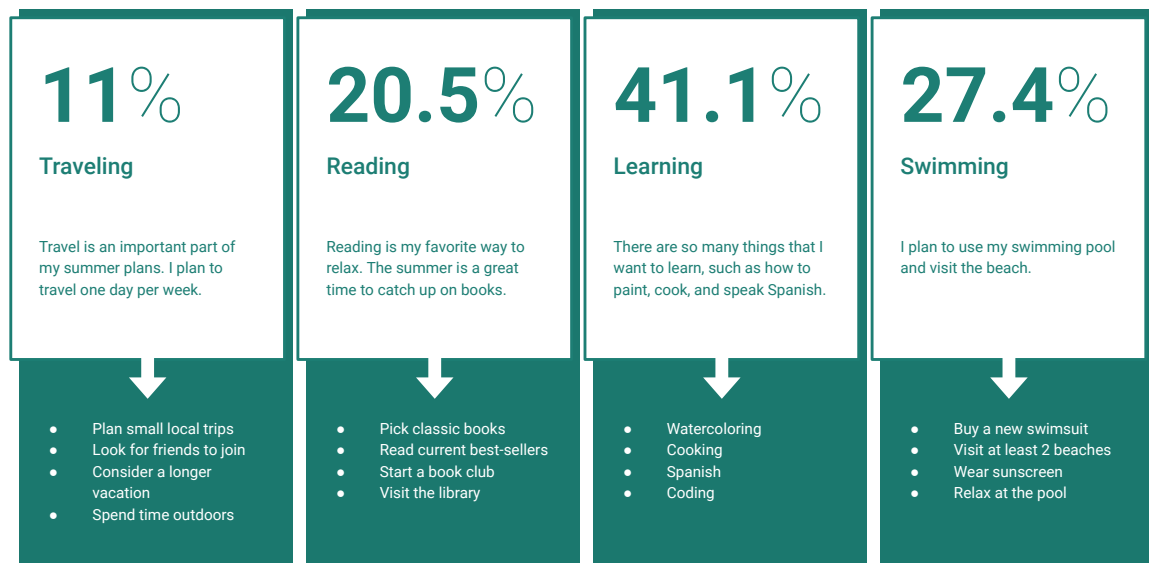 11%
Traveling
Travel is an important part of
my summer plans. I plan to
travel one day per week.
● Plan small local trips
● Look for friends to join
● Consider a longer
vacation
● Spend time outdoors
20.5%
Reading
Reading is my favorite way to
relax. The summer is a great
time to catch up on books.
● Pick classic books
● Read current best-sellers
● Start a book club
● Visit the library
41.1%
Learning
There are so many things that I
want to learn, such as how to
paint, cook, and speak Spanish.
● Watercoloring
● Cooking
● Spanish
● Coding
27.4%
Swimming
I plan to use my swimming pool
and visit the beach.
● Buy a new swimsuit
● Visit at least 2 beaches
● Wear sunscreen
● Relax at the pool